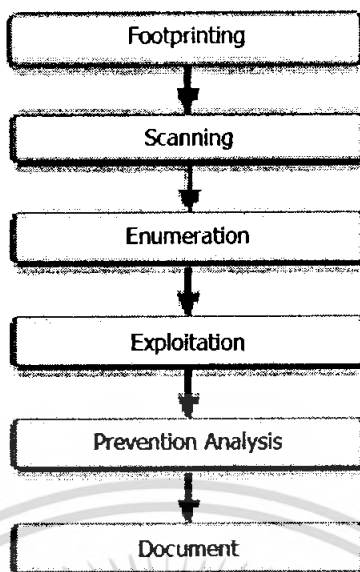 Footprinting
Scanning
Enumeration
Exploitation
Prevention Analysis
Document